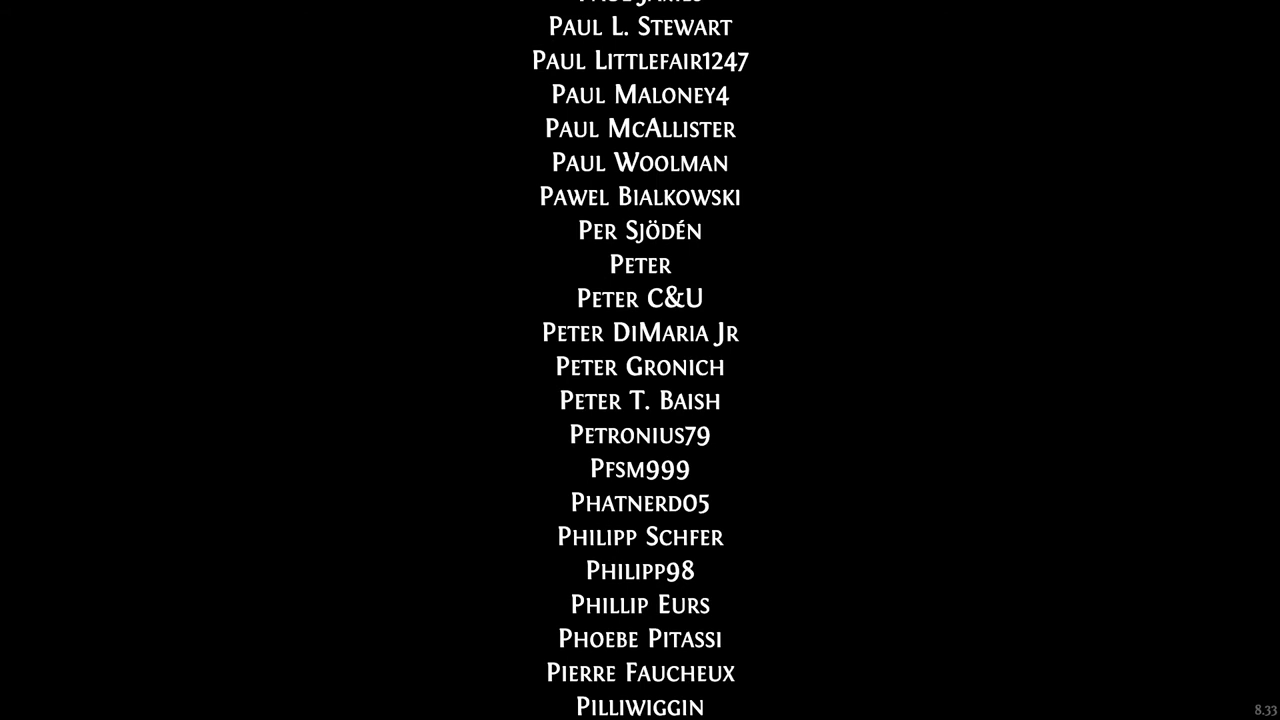 Paul L. Stewart
Paul Littlefair1247
Paul Maloney4
Paul McAllister
Paul Woolman
Pawel Bialkowski
Per Sjödén
Peter
Peter C&U
Peter DiMaria Jr
Peter Gronich
Peter T. Baish
Petronius79
Pfsm999
Phatnerd05
Philipp Schfer
Philipp98
Phillip Eurs
Phoebe Pitassi
Pierre Faucheux
Pilliwiggin
8.33